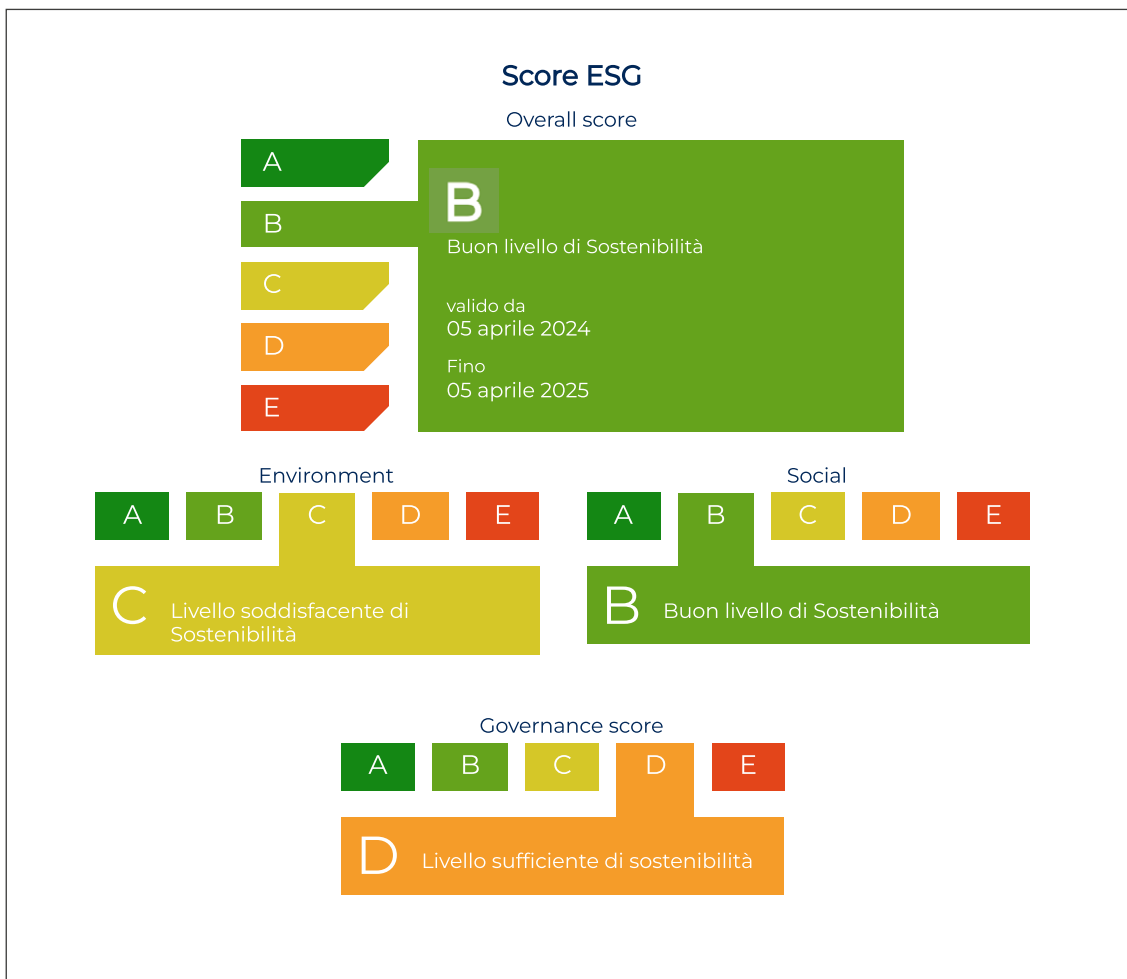 Score ESG
Overall score
A
B
C
D
E
B
Buon livello di Sostenibilità
valido da
05 aprile 2024
Fino
05 aprile 2025
Environment
A B C D E
C Livello soddisfacente di
Sostenibilità
Social
A B C D E
B Buon livello di Sostenibilità
Governance score
A B C D E
D Livello sufficiente di sostenibilità